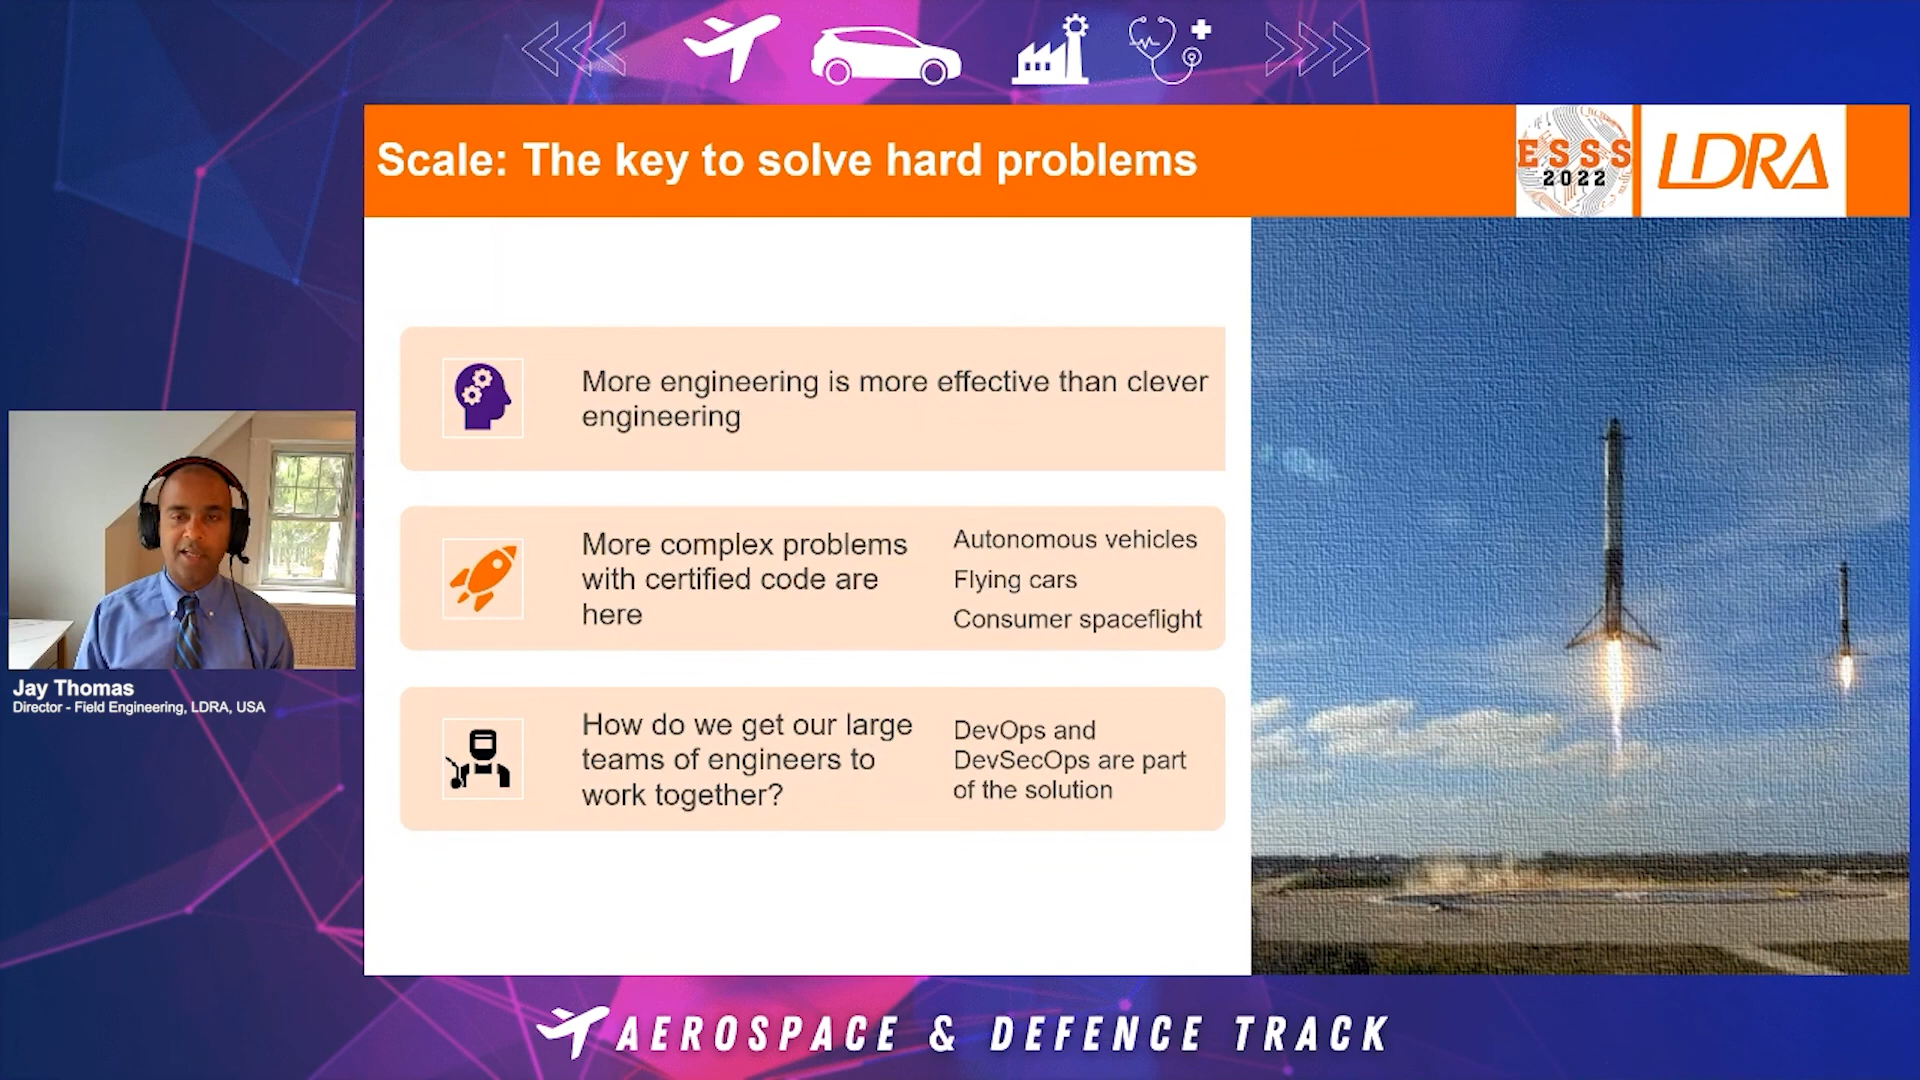 Scale: The key to solve hard problems
ESSS
2022
LDRA
More engineering is more effective than clever
engineering
More complex problems
with certified code are
here
Autonomous vehicles
Flying cars
Consumer spaceflight
How do we get our large
teams of engineers to
work together?
DevOps and
DevSecOps are part
of the solution
Jay Thomas
Director - Field Engineering, LDRA, USA
AEROSPACE & DEFENCE TRACK